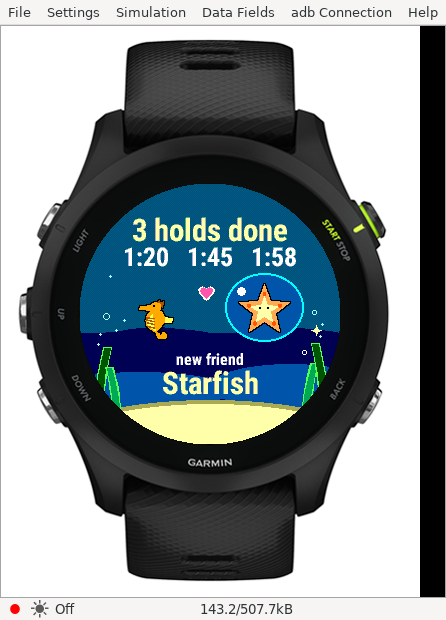 File Settings Simulation Data Fields adb Connection Help
3 holds done
1:20 1:45 1:58
START STOP
LIGHT
UP
DOWN
BACK
new friend
Starfish
GARMIN
Off 143.2/507.7kB